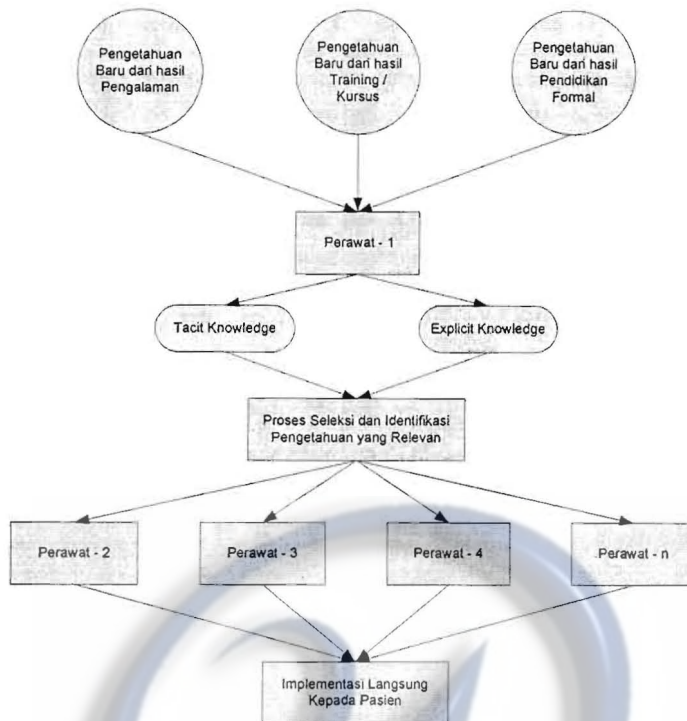 Pengetahuan
Baru dari hasil
Pengalaman
Pengetahuan
Baru dari hasil
Training /
Kursus
Pengetahuan
Baru dari hasil
Pendidikan
Formal
Perawat - 1
Tacit Knowledge
Explicit Knowledge
Proses Seleksi dan Identifikasi
Pengetahuan yang Relevan
Perawat - 2
Perawat - 3
Perawat - 4
Perawat - n
Implementasi Langsung
Kepada Pasien